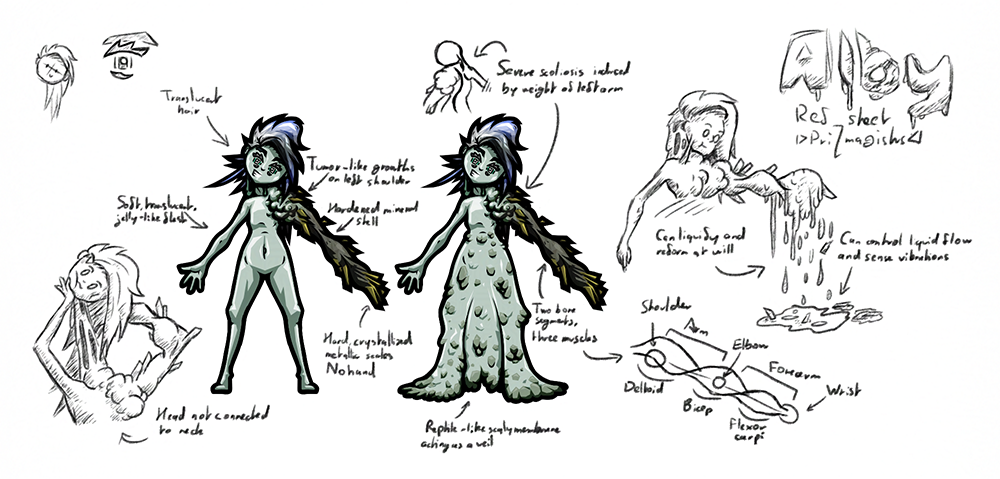 Alloy
Ref sheet
Translucent
hair
Severe scoliosis induced
by weight of left arm
Tumor-like growths
on left shoulder
Soft, translucent,
jelly-like flesh
Hardened mineral
shell
Can liquify and
reform at will
Can control liquid flow
and sense vibrations
Two bone
segments,
three muscles
Hard, crystallized
metallic scales
No hand
Shoulder
Arm
Elbow
Forearm
Wrist
Deltoid
Bicep
Flexor
carpi
Head not connected
to neck
Reptile-like scaly membrane
acting as a veil